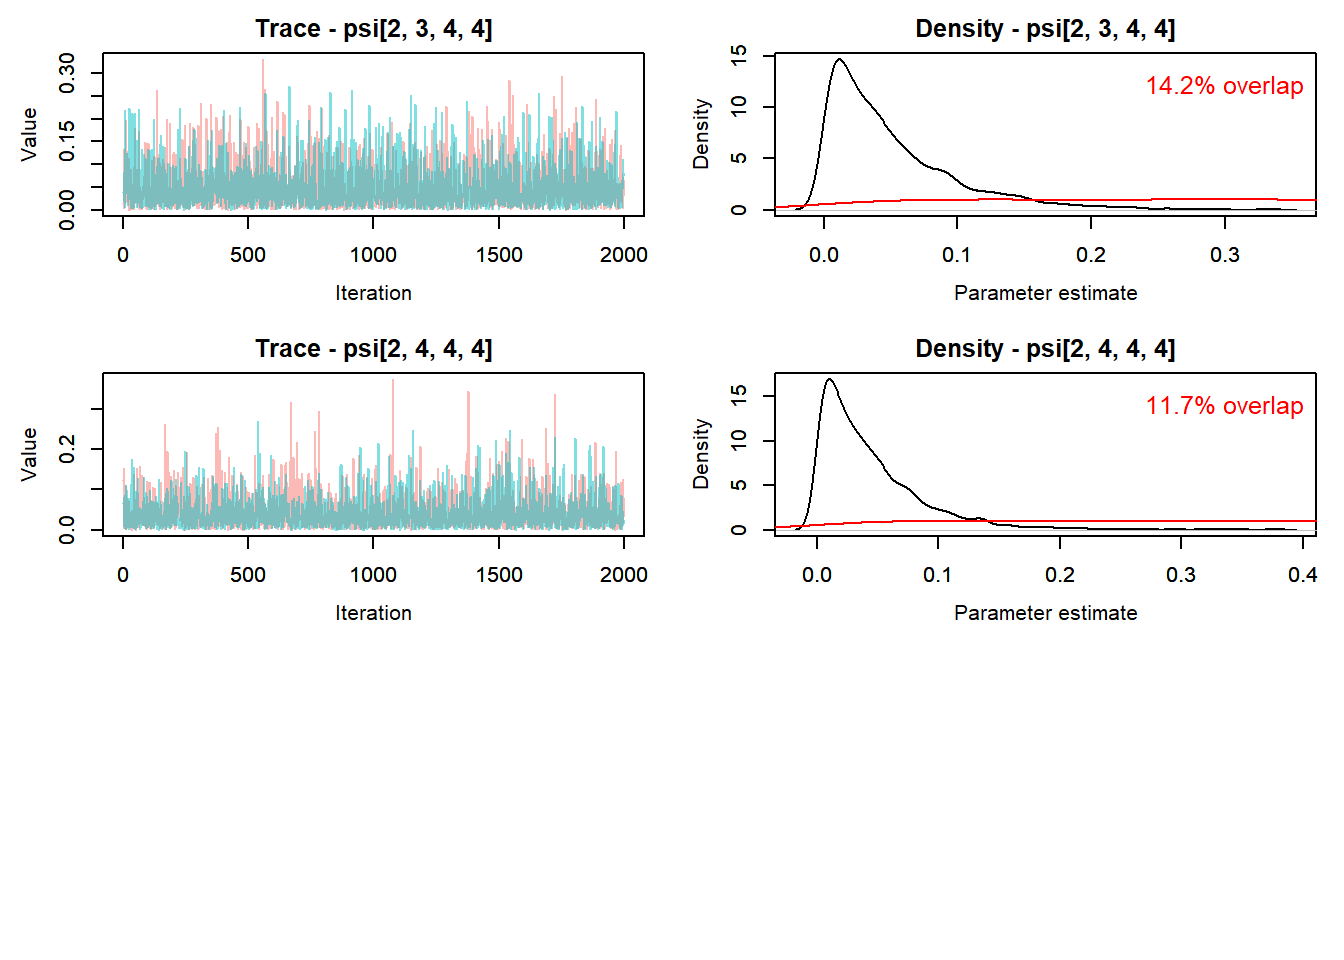 Trace - psi[2, 3, 4, 4]
Value
0.00 0.15 0.30
0 500 1000 1500 2000
Iteration
Density - psi[2, 3, 4, 4]
14.2% overlap
Density
0 5 10 15
0.0 0.1 0.2 0.3
Parameter estimate
Trace - psi[2, 4, 4, 4]
Value
0.0 0.2
0 500 1000 1500 2000
Iteration
Density - psi[2, 4, 4, 4]
11.7% overlap
Density
0 5 10 15
0.0 0.1 0.2 0.3 0.4
Parameter estimate